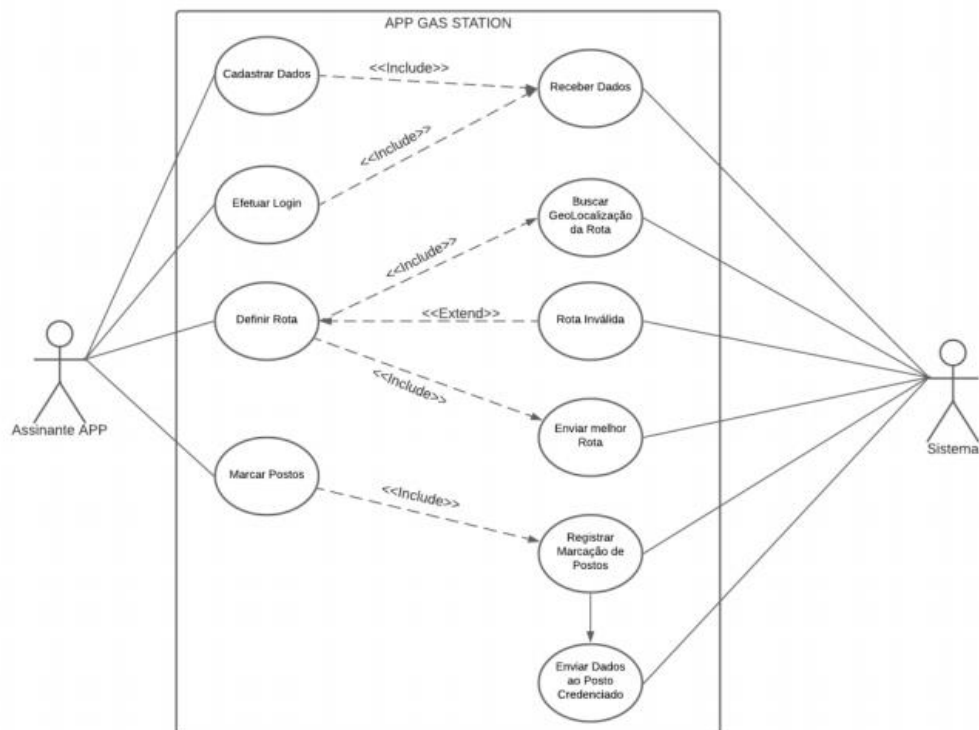 APP GAS STATION
Cadastrar Dados
<<Include>>
Receber Dados
<<Include>>
Efetuar Login
Buscar
GeoLocalização
da Rota
<<Include>>
Definir Rota
<<Extend>>
Rota Inválida
<<Include>>
Enviar melhor
Rota
Assinante APP
Sistema
Marcar Postos
<<Include>>
Registrar
Marcação de
Postos
Enviar Dados
ao Posto
Credenciado